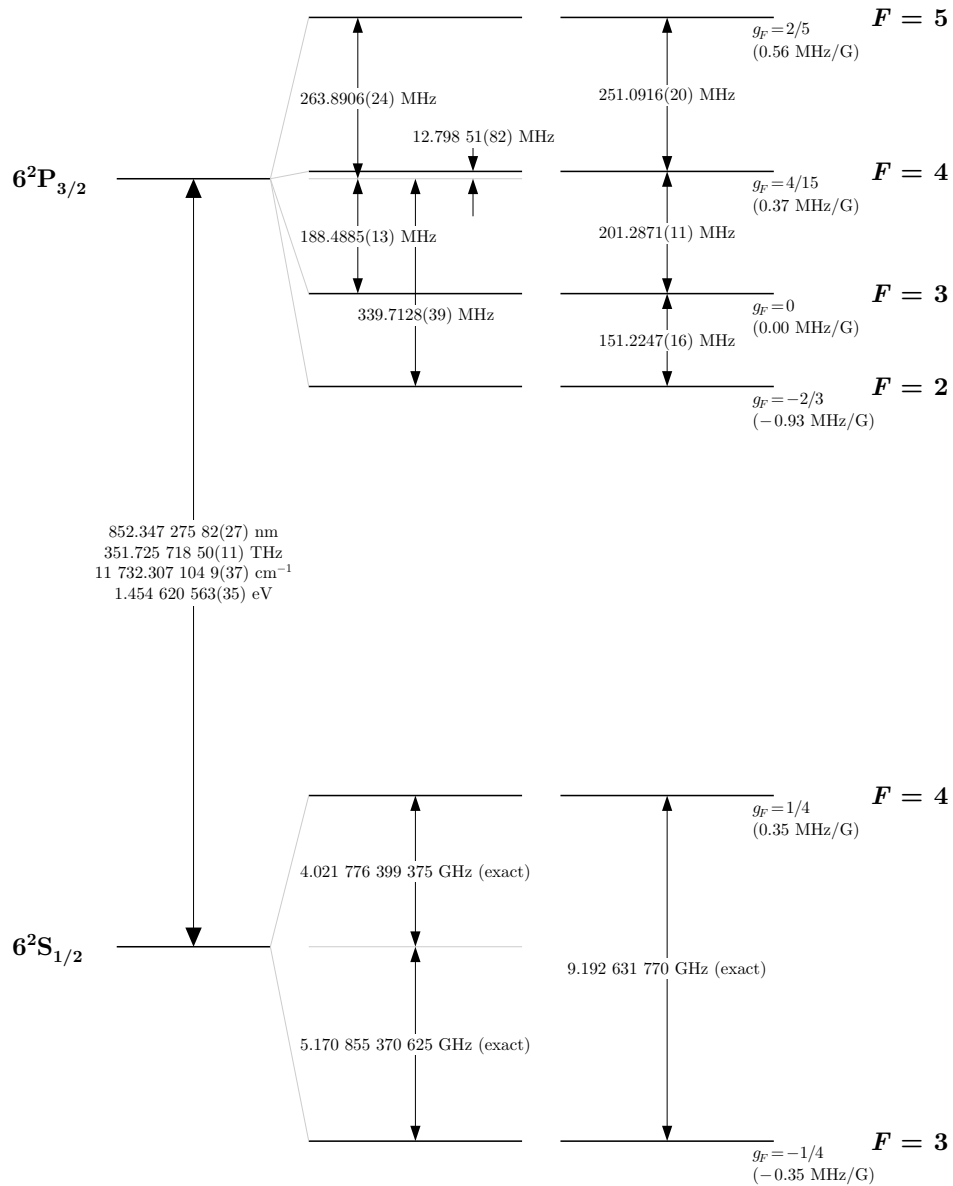 F = 5
g_F = 2/5
(0.56 MHz/G)
263.8906(24) MHz
251.0916(20) MHz
12.798 51(82) MHz
6²P₃/₂
F = 4
g_F = 4/15
(0.37 MHz/G)
188.4885(13) MHz
201.2871(11) MHz
F = 3
g_F = 0
(0.00 MHz/G)
339.7128(39) MHz
151.2247(16) MHz
F = 2
g_F = −2/3
(−0.93 MHz/G)
852.347 275 82(27) nm
351.725 718 50(11) THz
11 732.307 104 9(37) cm⁻¹
1.454 620 563(35) eV
F = 4
g_F = 1/4
(0.35 MHz/G)
4.021 776 399 375 GHz (exact)
6²S₁/₂
9.192 631 770 GHz (exact)
5.170 855 370 625 GHz (exact)
F = 3
g_F = −1/4
(−0.35 MHz/G)